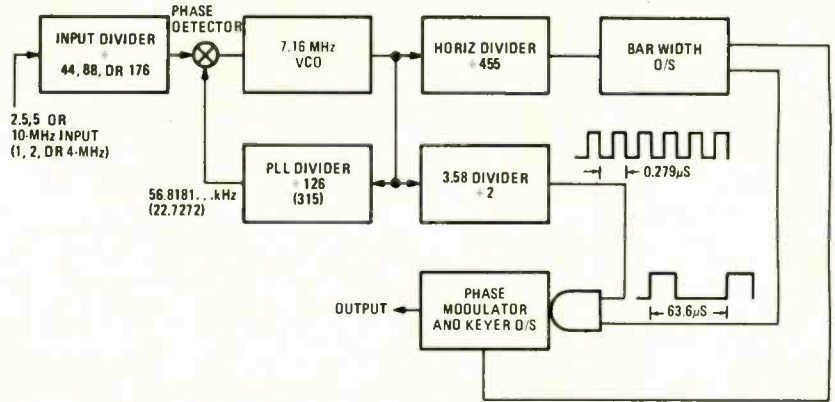 PHASE
DETECTOR
INPUT DIVIDER
÷
44, 88, DR 176
7.16 MHz
VCO
HORIZ DIVIDER
÷455
BAR WIDTH
O/S
2.5, 5 OR
10-MHz INPUT
(1, 2, DR 4-MHz)
56.8181...kHz
(22.7272)
PLL DIVIDER
÷126
(315)
3.58 DIVIDER
÷2
0.279µS
OUTPUT
PHASE
MODULATOR
AND KEYER O/S
63.6µS